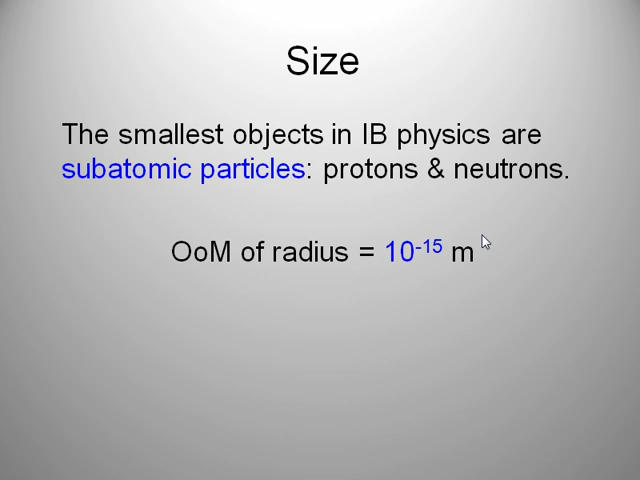 Size
The smallest objects in IB physics are
subatomic particles: protons & neutrons.
OoM of radius = 10⁻¹⁵ m